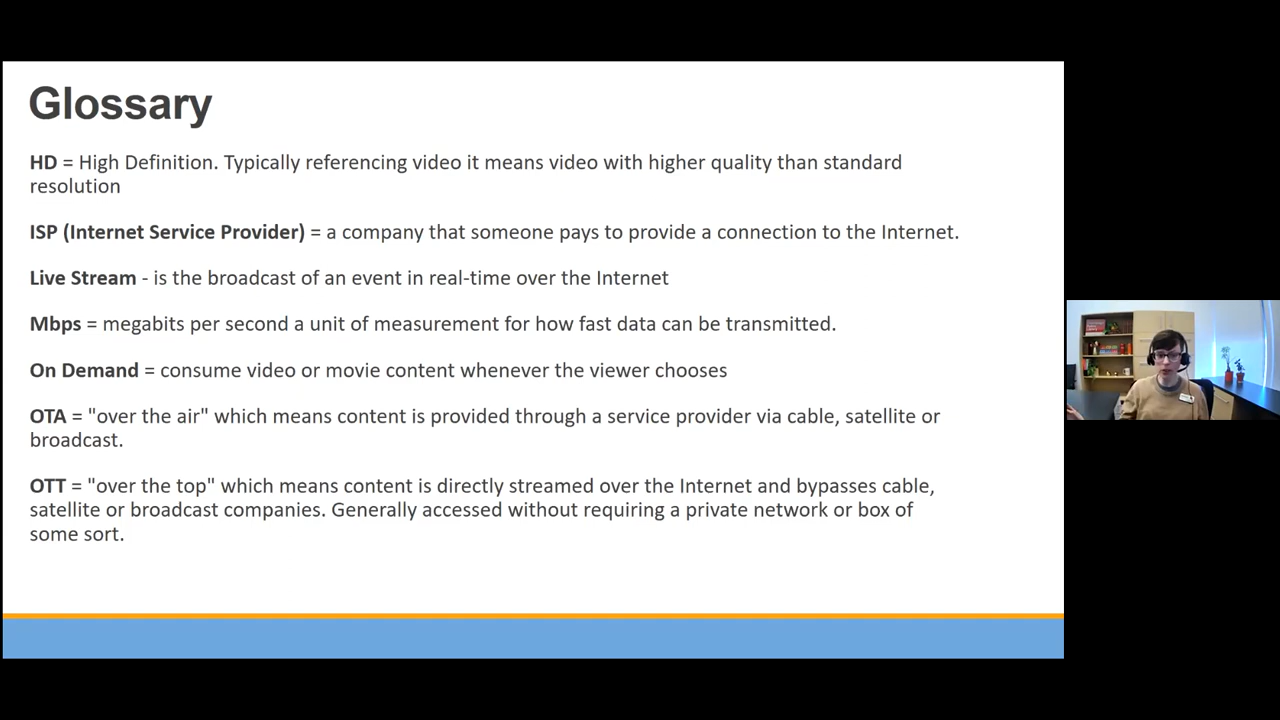 Glossary
HD = High Definition. Typically referencing video it means video with higher quality than standard
resolution
ISP (Internet Service Provider) = a company that someone pays to provide a connection to the Internet.
Live Stream - is the broadcast of an event in real-time over the Internet
Mbps = megabits per second a unit of measurement for how fast data can be transmitted.
On Demand = consume video or movie content whenever the viewer chooses
OTA = "over the air" which means content is provided through a service provider via cable, satellite or
broadcast.
OTT = "over the top" which means content is directly streamed over the Internet and bypasses cable,
satellite or broadcast companies. Generally accessed without requiring a private network or box of
some sort.